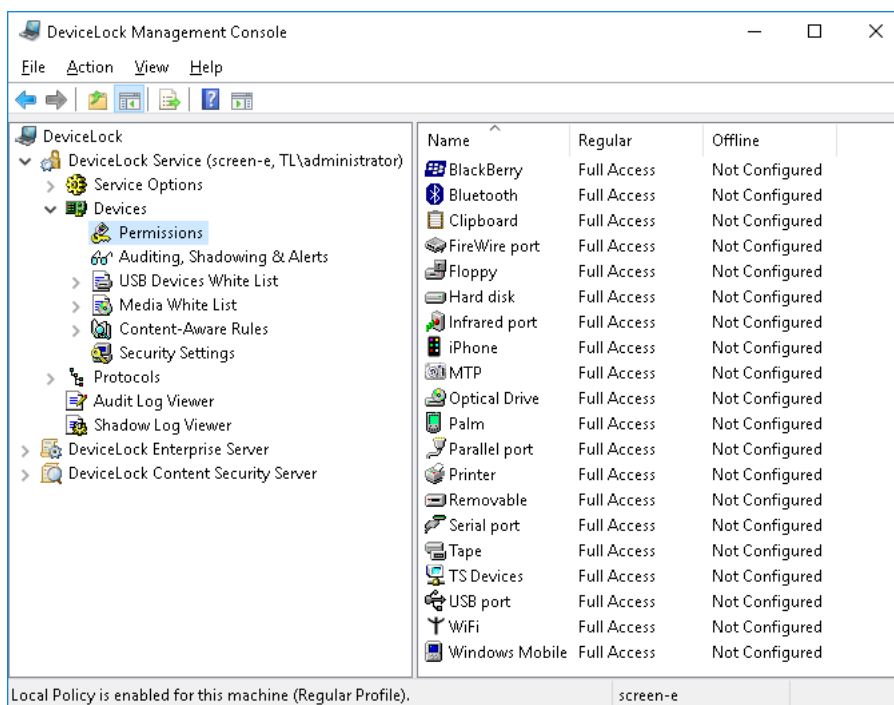 DeviceLock Management Console
File Action View Help
DeviceLock
DeviceLock Service (screen-e, TL\administrator)
Service Options
Devices
Permissions
Auditing, Shadowing & Alerts
USB Devices White List
Media White List
Content-Aware Rules
Security Settings
Protocols
Audit Log Viewer
Shadow Log Viewer
DeviceLock Enterprise Server
DeviceLock Content Security Server
Name Regular Offline
BlackBerry Full Access Not Configured
Bluetooth Full Access Not Configured
Clipboard Full Access Not Configured
FireWire port Full Access Not Configured
Floppy Full Access Not Configured
Hard disk Full Access Not Configured
Infrared port Full Access Not Configured
iPhone Full Access Not Configured
MTP Full Access Not Configured
Optical Drive Full Access Not Configured
Palm Full Access Not Configured
Parallel port Full Access Not Configured
Printer Full Access Not Configured
Removable Full Access Not Configured
Serial port Full Access Not Configured
Tape Full Access Not Configured
TS Devices Full Access Not Configured
USB port Full Access Not Configured
WiFi Full Access Not Configured
Windows Mobile Full Access Not Configured
Local Policy is enabled for this machine (Regular Profile). screen-e